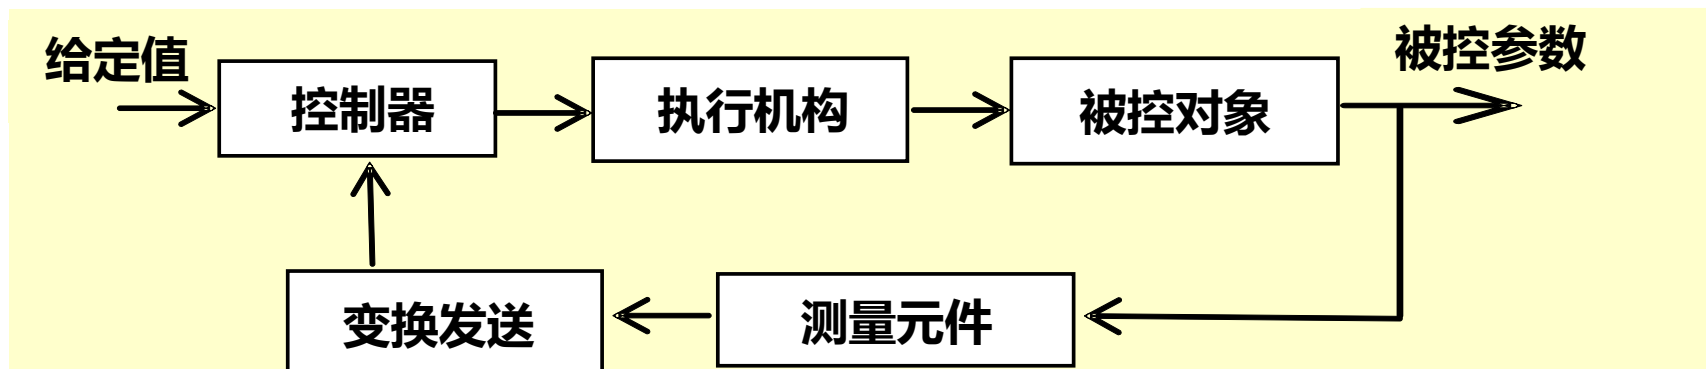 给定值
被控参数
控制器
执行机构
被控对象
变换发送
测量元件